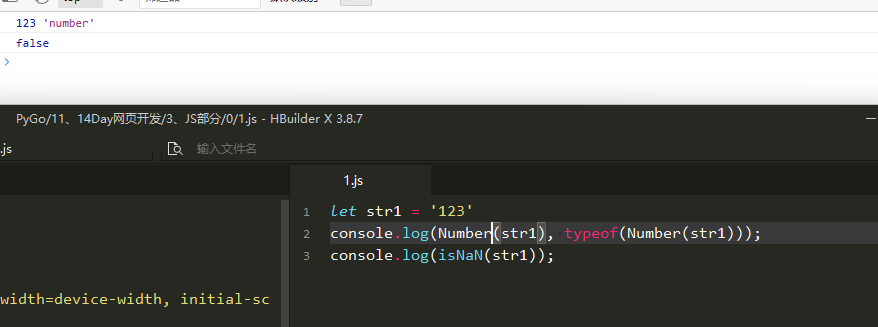 123 'number'
false
>
PyGo/11、14Day网页开发/3、JS部分/0/1.js - HBuilder X 3.8.7
.js
输入文件名
1.js
1 let str1 = '123'
2 console.log(Number(str1), typeof(Number(str1)));
3 console.log(isNaN(str1));
width=device-width, initial-sc